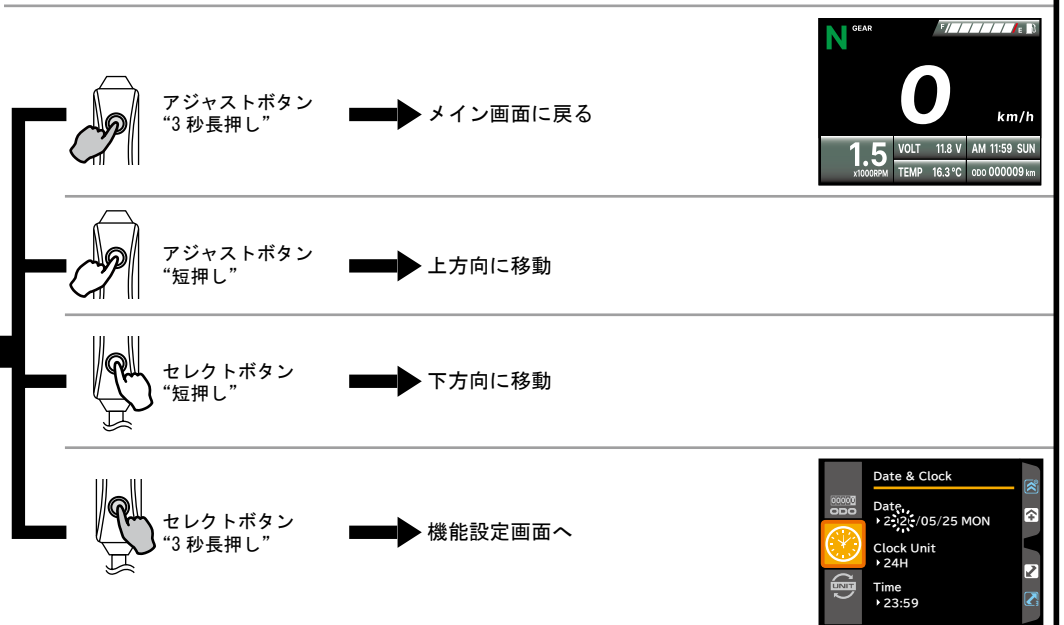 アジャストボタン
“3 秒長押し”
メイン画面に戻る
N GEAR
F E
0
km/h
1.5
x1000RPM
VOLT 11.8 V
AM 11:59 SUN
TEMP 16.3 °C
ODO 000009 km
アジャストボタン
“短押し”
上方向に移動
セレクトボタン
“短押し”
下方向に移動
セレクトボタン
“3 秒長押し”
機能設定画面へ
ODO
UNIT
Date & Clock
Date
/05/25 MON
Clock Unit
24H
Time
23:59